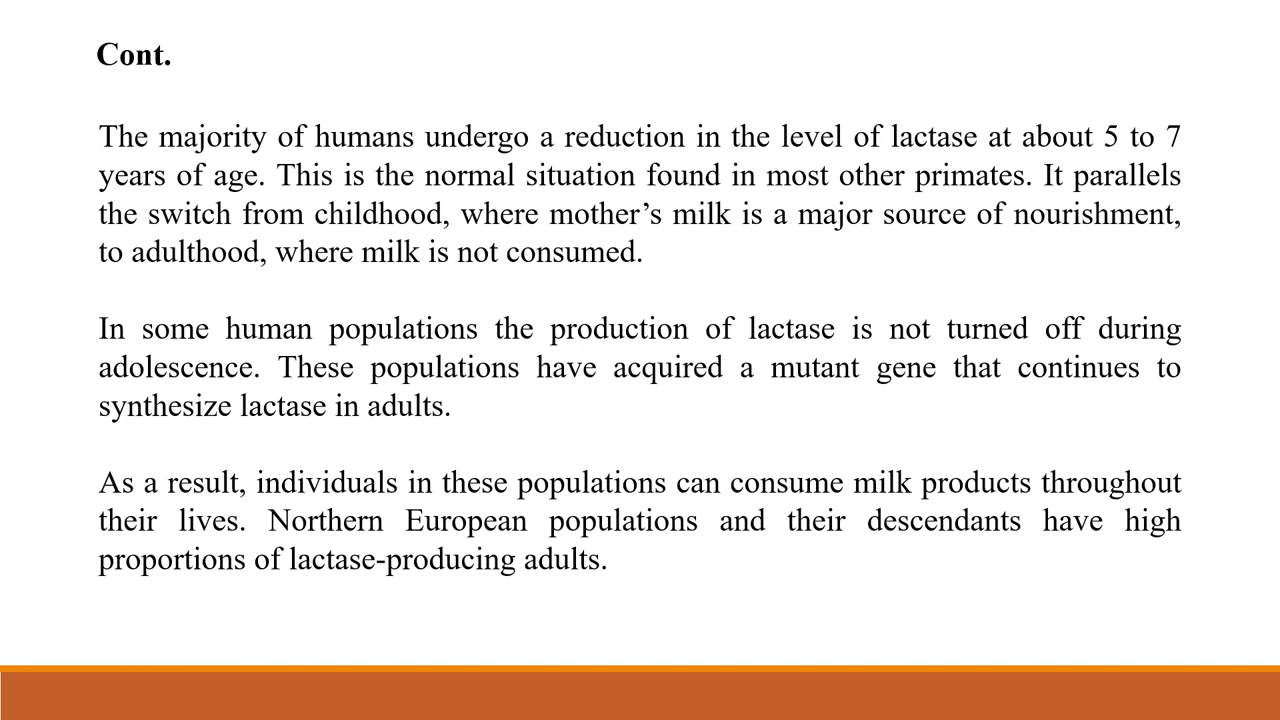 Cont.
The majority of humans undergo a reduction in the level of lactase at about 5 to 7
years of age. This is the normal situation found in most other primates. It parallels
the switch from childhood, where mother’s milk is a major source of nourishment,
to adulthood, where milk is not consumed.
In some human populations the production of lactase is not turned off during
adolescence. These populations have acquired a mutant gene that continues to
synthesize lactase in adults.
As a result, individuals in these populations can consume milk products throughout
their lives. Northern European populations and their descendants have high
proportions of lactase-producing adults.